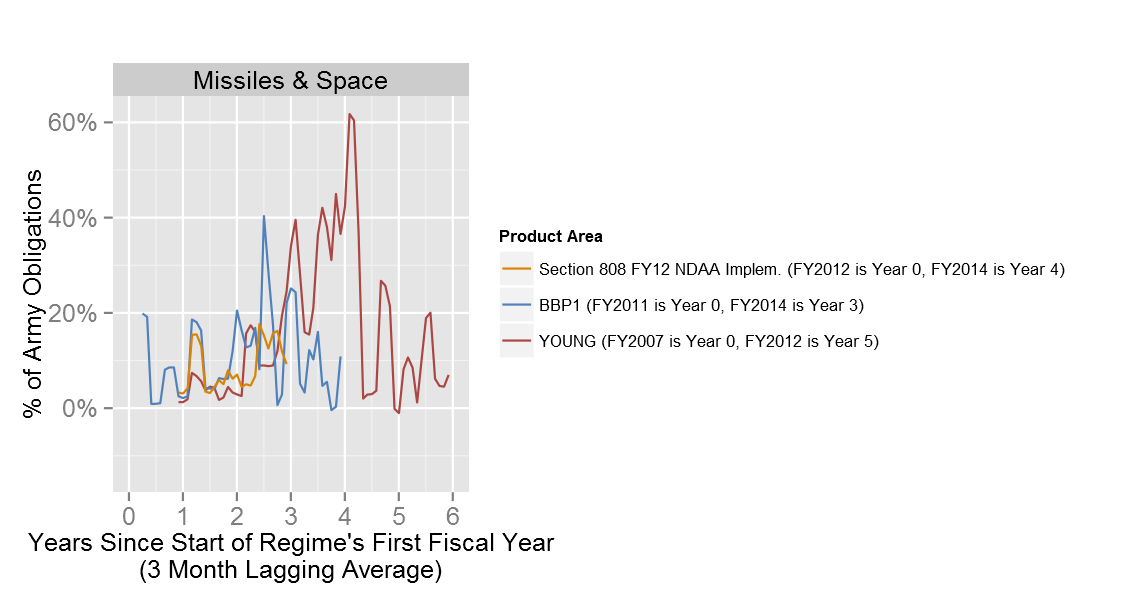 Missiles & Space
% of Army Obligations
60%
40%
20%
0%
0 1 2 3 4 5 6
Years Since Start of Regime's First Fiscal Year
(3 Month Lagging Average)
Product Area
Section 808 FY12 NDAA Implem. (FY2012 is Year 0, FY2014 is Year 4)
BBP1 (FY2011 is Year 0, FY2014 is Year 3)
YOUNG (FY2007 is Year 0, FY2012 is Year 5)